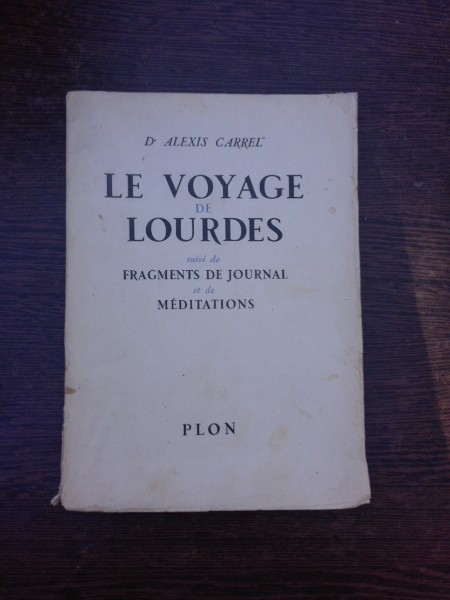 Dr ALEXIS CARREL
LE VOYAGE
DE
LOURDES
suivi de
FRAGMENTS DE JOURNAL
et de
MÉDITATIONS
PLON